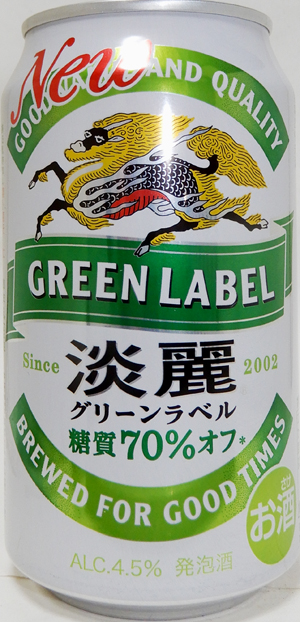 New
GOOD AND QUALITY
GREEN LABEL
Since 2002
淡麗
グリーンラベル
糖質70%オフ*
BREWED FOR GOOD TIMES
お酒
ALC.4.5% 発泡酒